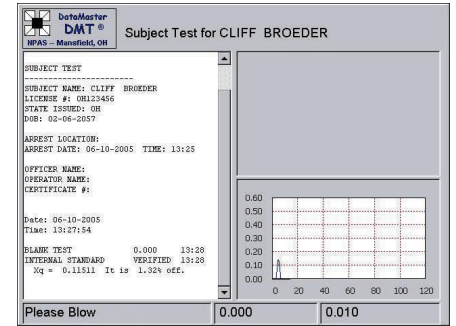 DataMaster
DMT ®
NPAS -- Mansfield, OH
Subject Test for CLIFF BROEDER
SUBJECT TEST
-----------------------
SUBJECT NAME: CLIFF BROEDER
LICENSE #: OH123456
STATE ISSUED: OH
DOB: 02-06-2057
ARREST LOCATION:
ARREST DATE: 06-10-2005 TIME: 13:25
OFFICER NAME:
OPERATOR NAME:
CERTIFICATE #:
Date: 06-10-2005
Time: 13:27:54
BLANK TEST 0.000 13:28
INTERNAL STANDARD VERIFIED 13:28
Xq = 0.11511 It is 1.32% off.
0.60
0.50
0.40
0.30
0.20
0.10
0.00
0 20 40 60 80 100 120
Please Blow 0.000 0.010